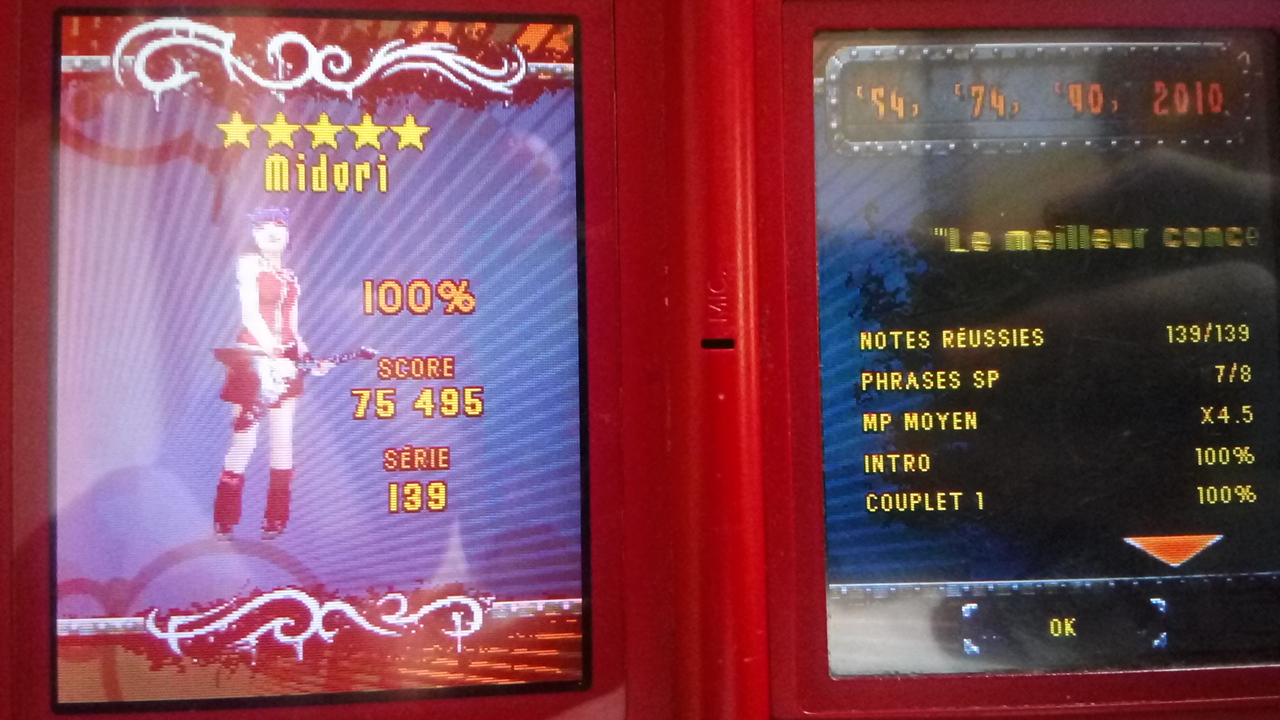 Midori
100%
SCORE
75 495
SÉRIE
139
MIC.
'54, '74, '90, 2010
"Le meilleur conce
NOTES RÉUSSIES 139/139
PHRASES SP 7/8
MP MOYEN X4.5
INTRO 100%
COUPLET 1 100%
OK